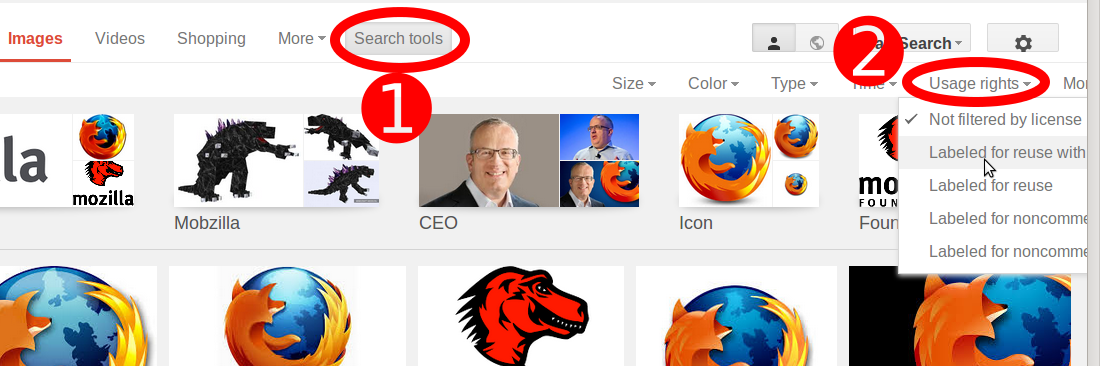 Images Videos Shopping More Search tools Search
1
2
Size Color Type Time Usage rights Mor
Not filtered by license
Labeled for reuse with
Labeled for reuse
Labeled for noncomme
Labeled for noncomme
la
mozilla
mo
FOUN
Mobzilla CEO Icon Foun